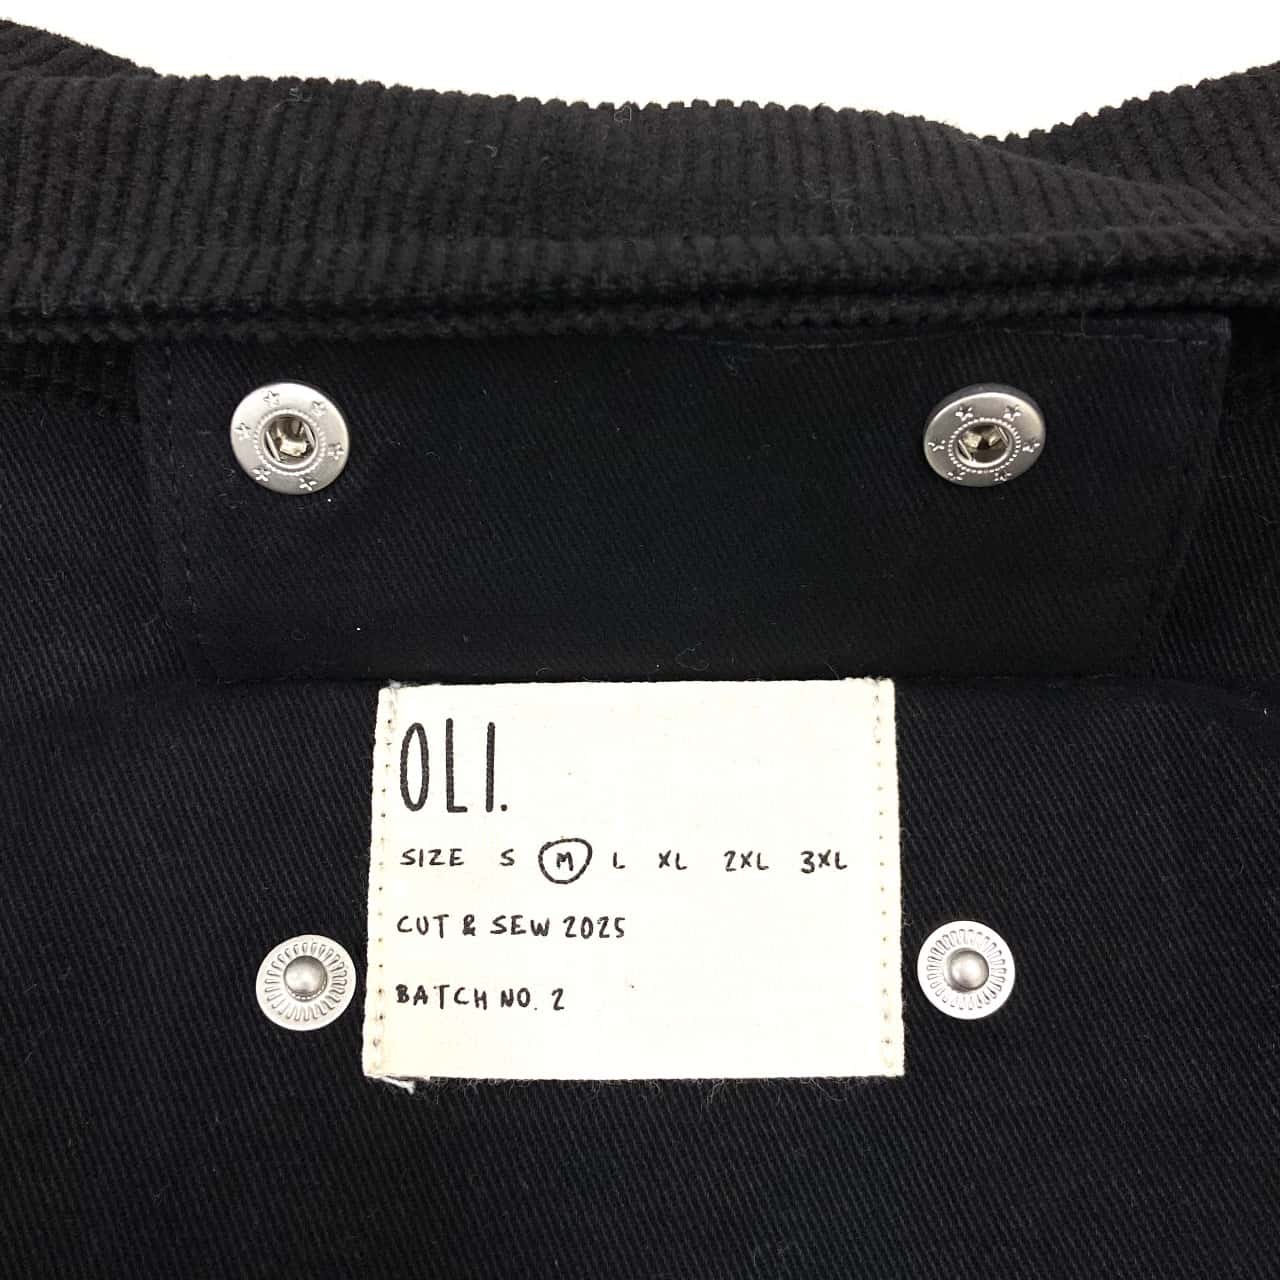 OLI.
SIZE S M L XL 2XL 3XL
CUT & SEW 2025
BATCH NO. 2